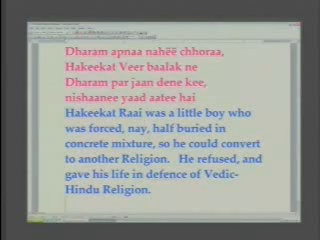 Dharam apnaa nahëë chhoraa,
Hakeekat Veer baalak ne
Dharam par jaan dene kee,
nishaanee yaad aatee hai
Hakeekat Raai was a little boy who
was forced, nay, half buried in
concrete mixture, so he could convert
to another Religion. He refused, and
gave his life in defence of Vedic-
Hindu Religion.